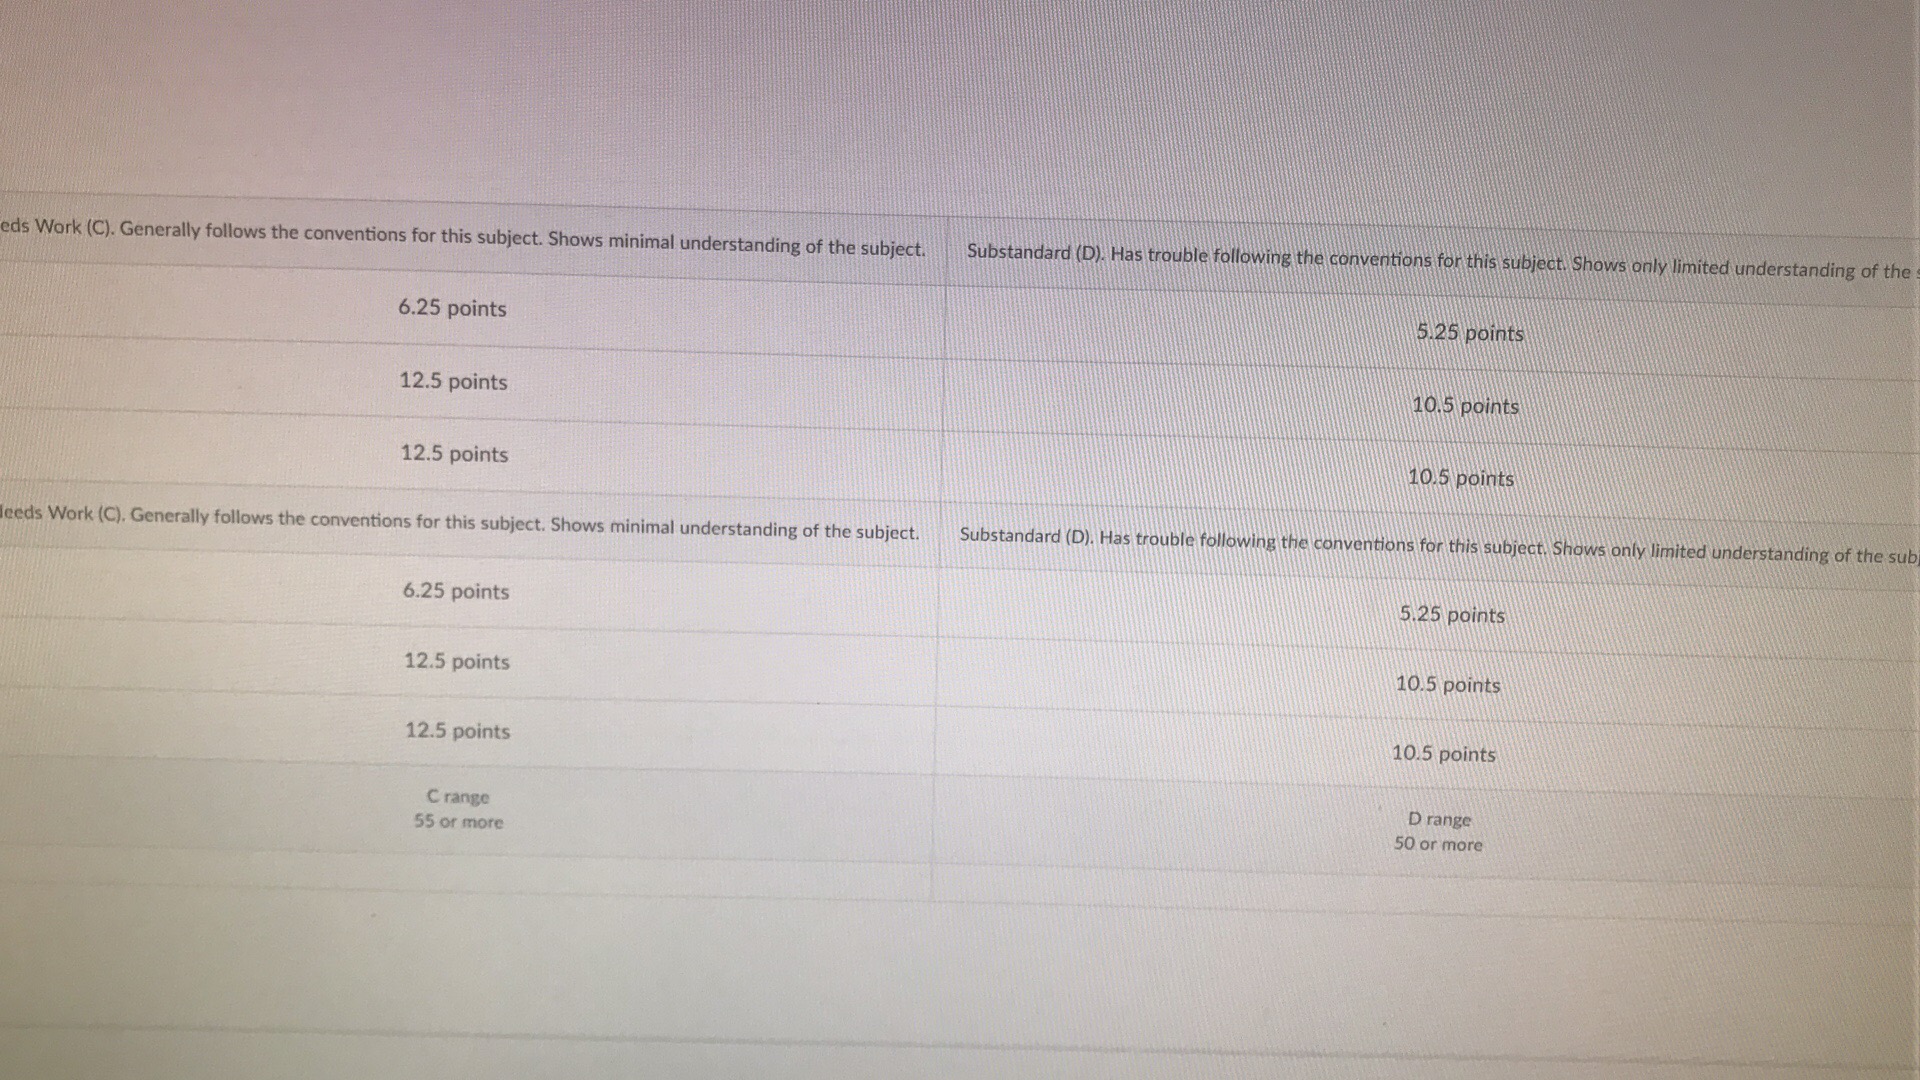 eds Work (C). Generally follows the conventions for this subject. Shows minimal understanding of the subject. Substandard (D). Has trouble following the conventions for this subject. Shows only limited understanding of the
6.25 points 5.25 points
12.5 points 10.5 points
12.5 points 10.5 points
eeds Work (C). Generally follows the conventions for this subject. Shows minimal understanding of the subject. Substandard (D). Has trouble following the conventions for this subject. Shows only limited understanding of the sub
6.25 points 5.25 points
12.5 points 10.5 points
12.5 points 10.5 points
C range D range
55 or more 50 or more